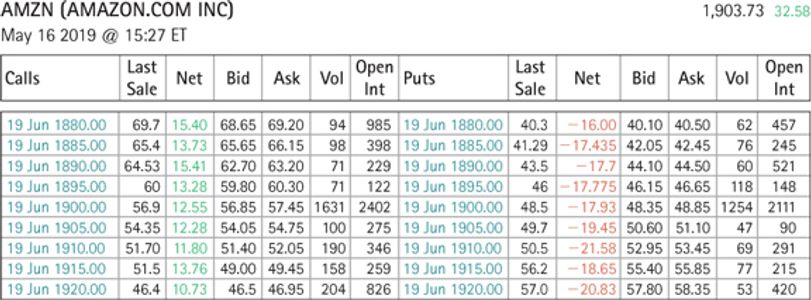 AMZN (AMAZON.COM INC) 1,903.73 32.58
May 16 2019 @ 15:27 ET
Calls Last Sale Net Bid Ask Vol Open Int Puts Last Sale Net Bid Ask Vol Open Int
19 Jun 1880.00 69.7 15.40 68.65 69.20 94 985 19 Jun 1880.00 40.3 −16.00 40.10 40.50 62 457
19 Jun 1885.00 65.4 13.73 65.65 66.15 98 398 19 Jun 1885.00 41.29 −17.435 42.05 42.45 76 245
19 Jun 1890.00 64.53 15.41 62.70 63.20 71 229 19 Jun 1890.00 43.5 −17.7 44.10 44.50 60 521
19 Jun 1895.00 60 13.28 59.80 60.30 71 122 19 Jun 1895.00 46 −17.775 46.15 46.65 118 148
19 Jun 1900.00 56.9 12.55 56.85 57.45 1631 2402 19 Jun 1900.00 48.5 −17.93 48.35 48.85 1254 2111
19 Jun 1905.00 54.35 12.28 54.05 54.75 100 275 19 Jun 1905.00 49.7 −19.45 50.60 51.10 47 90
19 Jun 1910.00 51.70 11.80 51.40 52.05 190 346 19 Jun 1910.00 50.5 −21.58 52.95 53.45 69 291
19 Jun 1915.00 51.5 13.76 49.00 49.45 158 259 19 Jun 1915.00 56.2 −18.65 55.40 55.85 77 215
19 Jun 1920.00 46.4 10.73 46.5 46.95 204 826 19 Jun 1920.00 57.0 −20.83 57.80 58.35 53 420